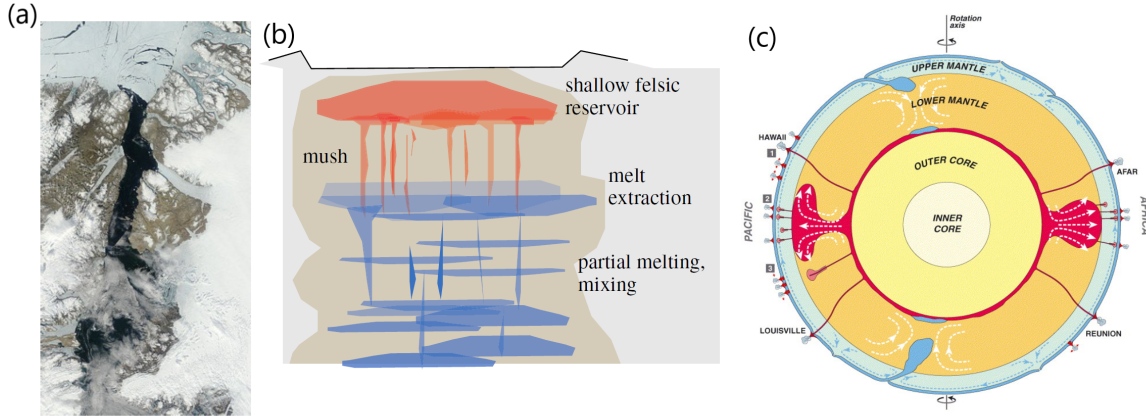 (a)
(b)
shallow felsic
reservoir
mush
melt
extraction
partial melting,
mixing
(c)
Rotation
axis
UPPER MANTLE
LOWER MANTLE
HAWAII
1
OUTER CORE
AFAR
2
PACIFIC
INNER
CORE
AFRICA
3
LOUISVILLE
REUNION